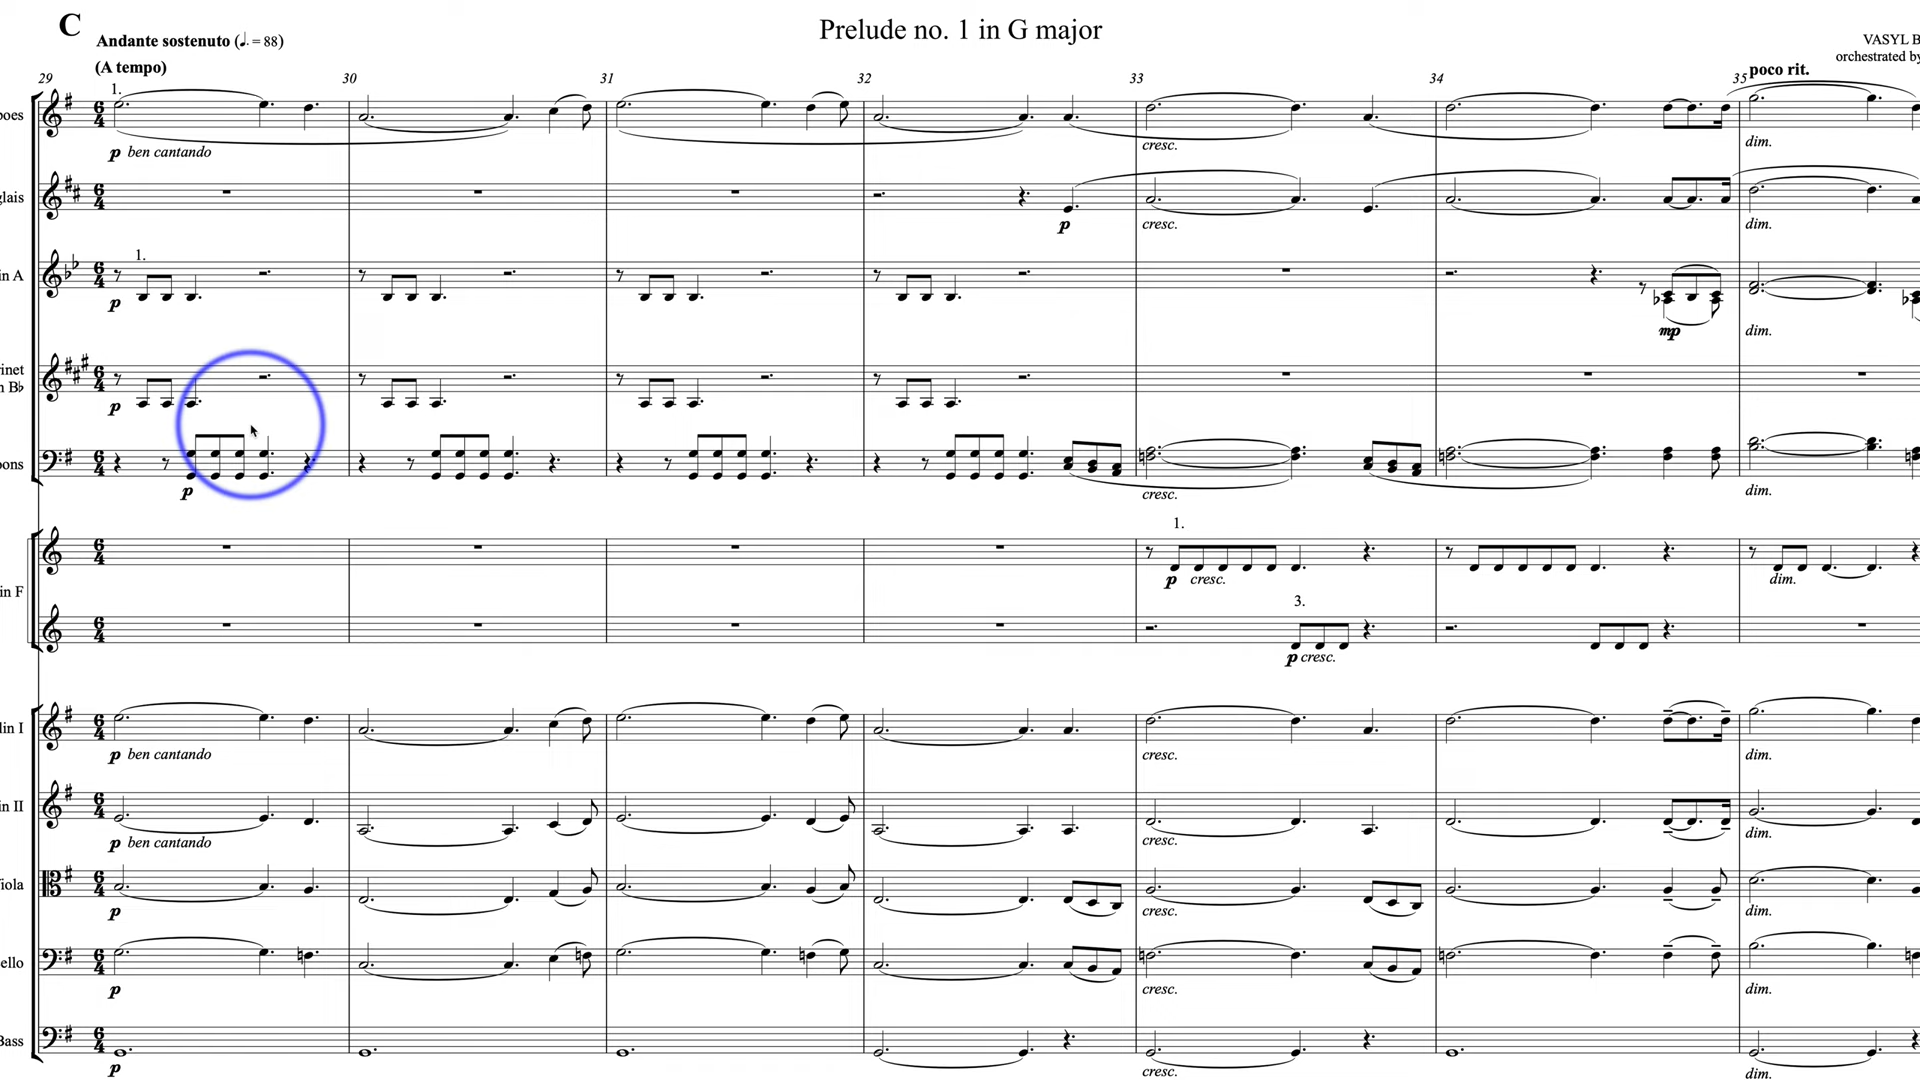 C
Prelude no. 1 in G major
Andante sostenuto (♩. = 88)
VASYL B
orchestrated by
(A tempo)
poco rit.
29 30 31 32 33 34 35
1.
oes
p ben cantando
cresc.
dim.
glais
p
cresc.
dim.
1.
in A
p
mp
dim.
inet
n B♭
p
ons
p
cresc.
dim.
1.
p cresc.
dim.
in F
3.
p cresc.
lin I
p ben cantando
cresc.
dim.
in II
p ben cantando
cresc.
dim.
iola
p
cresc.
dim.
ello
p
cresc.
dim.
Bass
p
cresc.
dim.